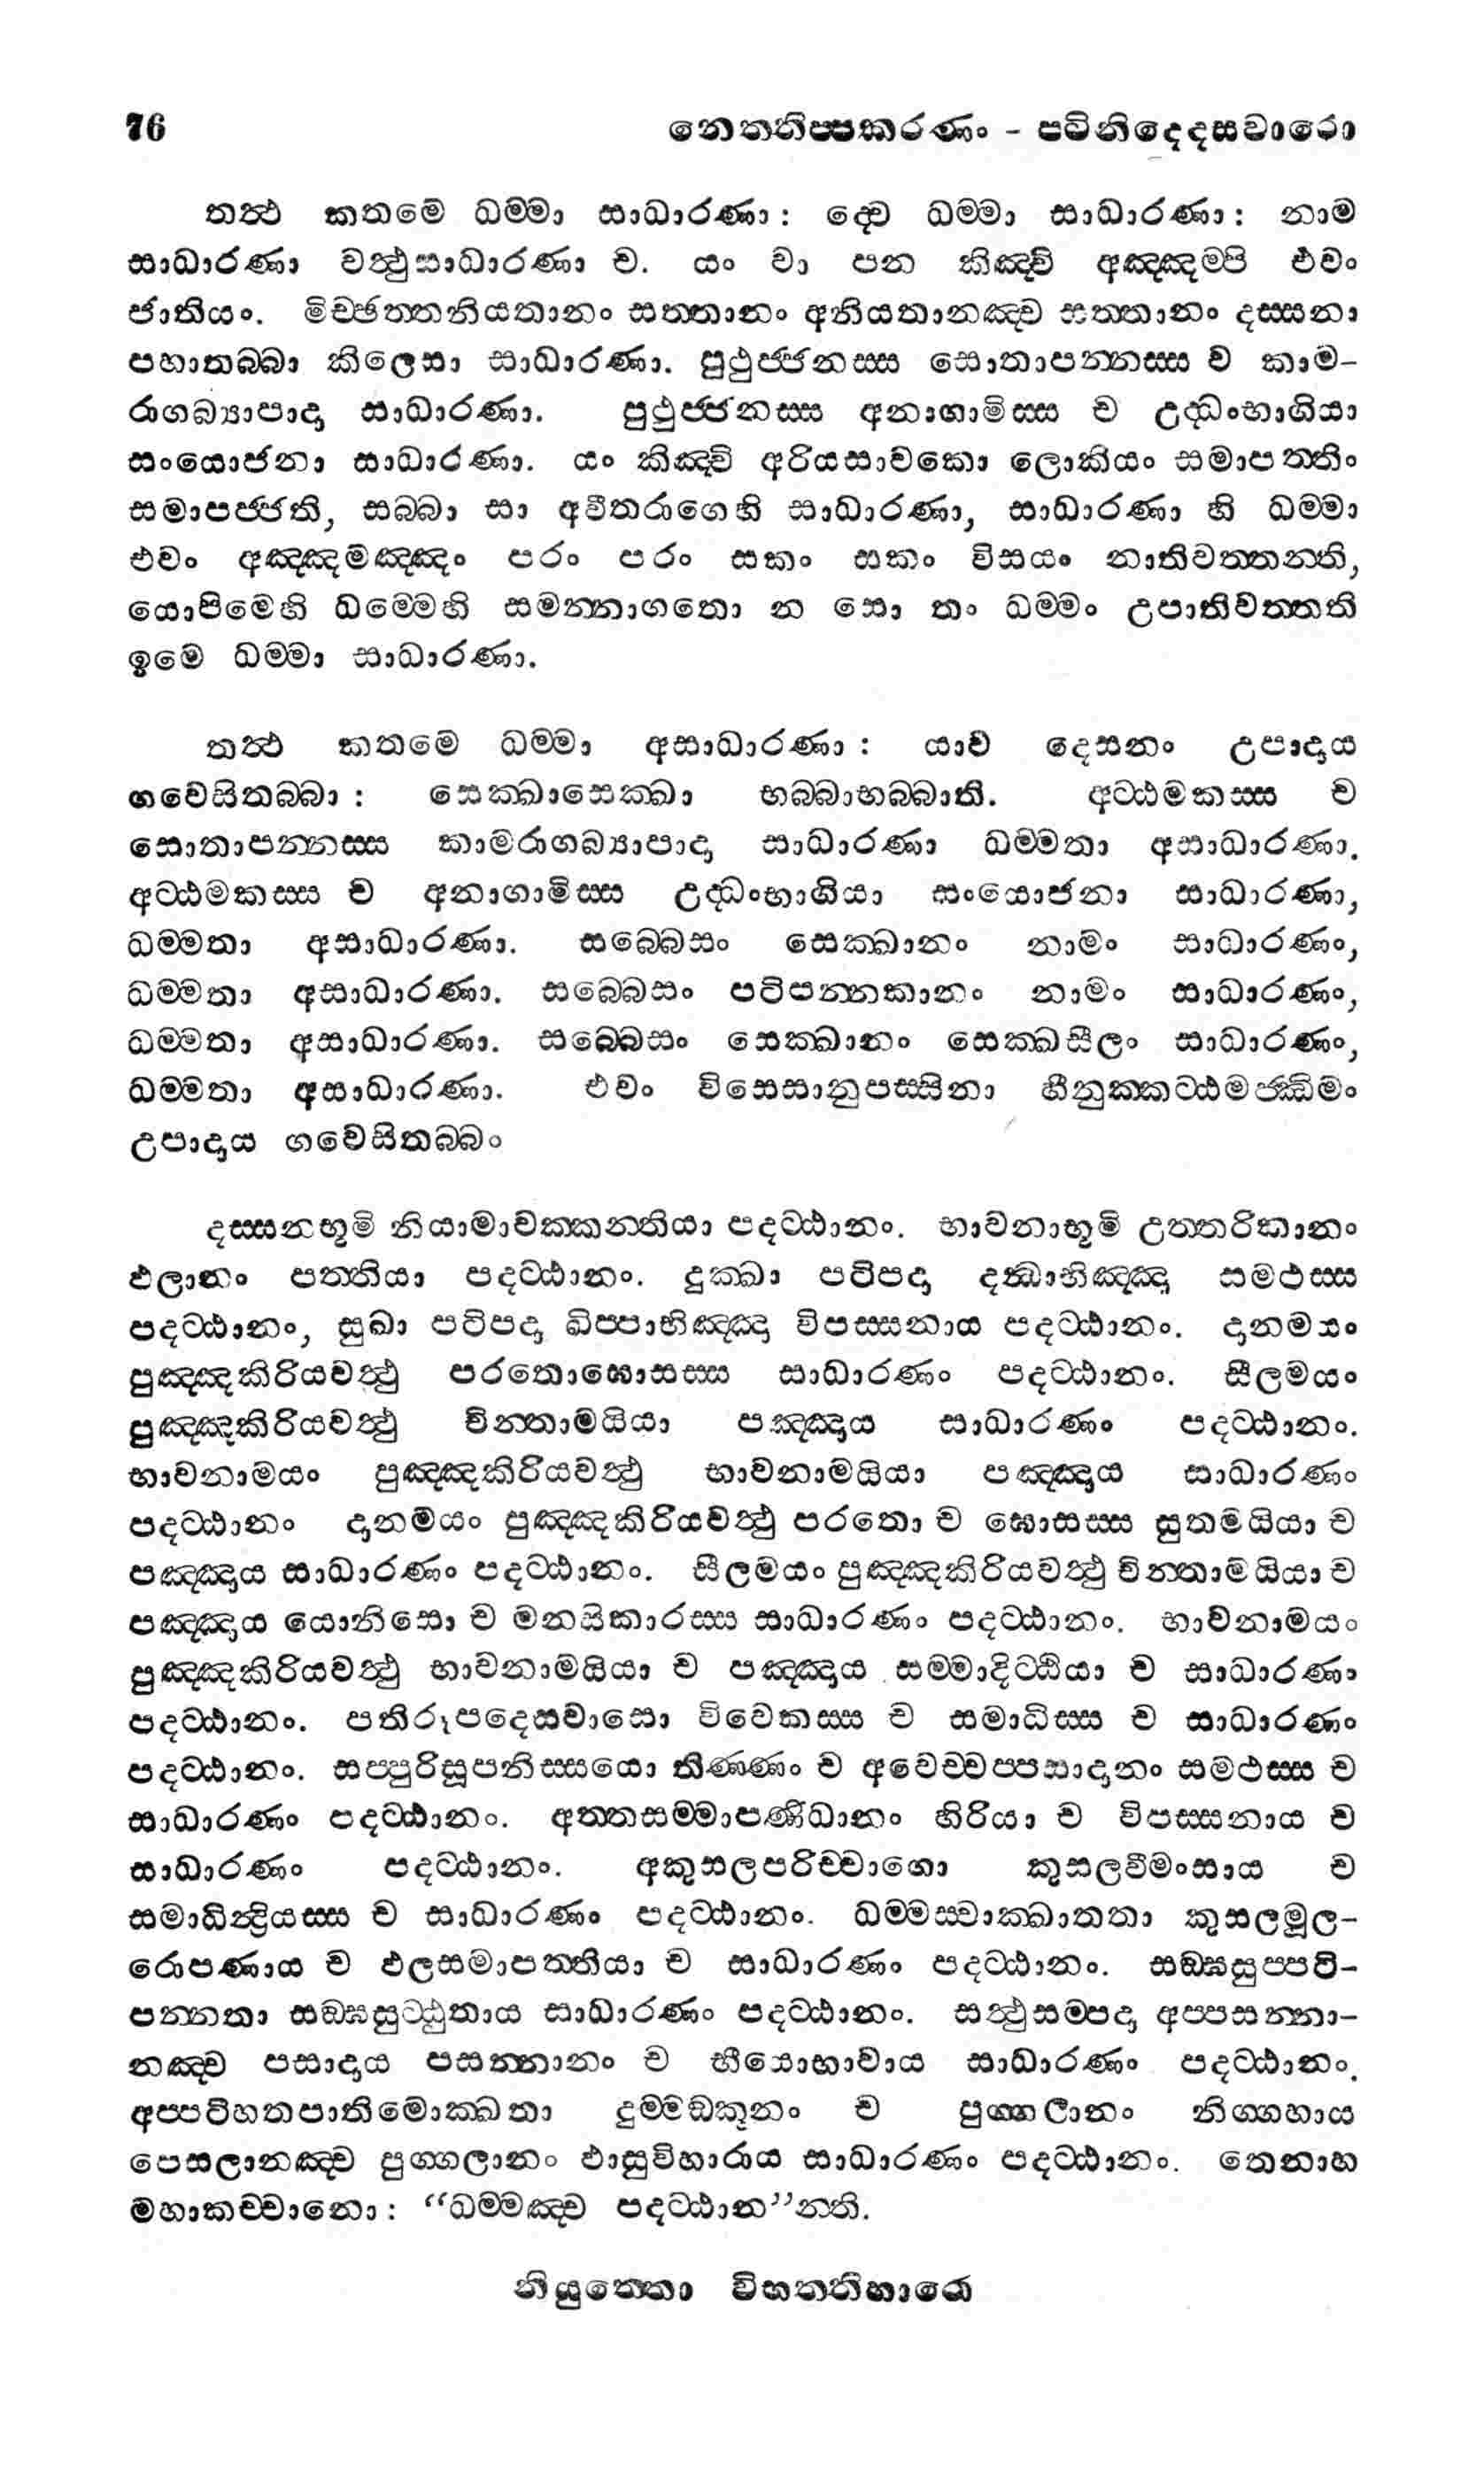 76 නෙත්තිප්පකරණං - පටිනිද්දෙසවාරො
තත්‍ථ කතමෙ ධම්මා සාධාරණා: ද්වෙ ධම්මා සාධාරණා: නාම
සාධාරණා වත්‍ථුසාධාරණා ච. යං වා පන කිඤ්චි අඤ්ඤම්පි එවං
ජාතියං. මිච්ඡත්තනියතානං සත්තානං අනියතානඤ්ච සත්තානං දස්සනා
පහාතබ්බා කිලෙසා සාධාරණා. පුථුජ්ජනස්ස සොතාපන්නස්ස ච කාම-
රාගබ්‍යාපාදා සාධාරණා. පුථුජ්ජනස්ස අනාගාමිස්ස ච උද්ධංභාගියා
සංයොජනා සාධාරණා. යං කිඤ්චි අරියසාවකො ලොකියං සමාපත්තිං
සමාපජ්ජති, සබ්බා සා අවීතරාගෙහි සාධාරණා, සාධාරණා හි ධම්මා
එවං අඤ්ඤමඤ්ඤං පරං පරං සකං සකං විසයං නාතිවත්තන්ති,
යොපිමෙහි ධම්මෙහි සමන්නාගතො න සො තං ධම්මං උපාතිවත්තති
ඉමෙ ධම්මා සාධාරණා.
තත්‍ථ කතමෙ ධම්මා අසාධාරණා: යාව දෙසනං උපාදාය
ගවෙසිතබ්බා: සෙක්ඛාසෙක්ඛා භබ්බාභබ්බාති. අට්ඨමකස්ස ච
සොතාපන්නස්ස කාමරාගබ්‍යාපාදා සාධාරණා ධම්මතා අසාධාරණා.
අට්ඨමකස්ස ච අනාගාමිස්ස උද්ධංභාගියා සංයොජනා සාධාරණා,
ධම්මතා අසාධාරණා. සබ්බෙසං සෙක්ඛානං නාමං සාධාරණං,
ධම්මතා අසාධාරණා. සබ්බෙසං පටිපන්නකානං නාමං සාධාරණං,
ධම්මතා අසාධාරණා. සබ්බෙසං සෙක්ඛානං සෙක්ඛසීලං සාධාරණං,
ධම්මතා අසාධාරණා. එවං විසෙසානුපස්සිනා හීනුක්කට්ඨමජ්ඣිමං
උපාදාය ගවෙසිතබ්බං
දස්සනභූමි නියාමාවක්කන්තියා පදට්ඨානං. භාවනාභූමි උත්තරිකානං
ඵලානං පත්තියා පදට්ඨානං. දුක්ඛා පටිපදා දන්‍ධාභිඤ්ඤා සමථස්ස
පදට්ඨානං, සුඛා පටිපදා ඛිප්පාභිඤ්ඤා විපස්සනාය පදට්ඨානං. දානමයං
පුඤ්ඤකිරියවත්‍ථු පරතොඝොසස්ස සාධාරණං පදට්ඨානං. සීලමයං
පුඤ්ඤකිරියවත්‍ථු චින්තාමයියා පඤ්ඤාය සාධාරණං පදට්ඨානං.
භාවනාමයං පුඤ්ඤකිරියවත්‍ථු භාවනාමයියා පඤ්ඤාය සාධාරණං
පදට්ඨානං දානමයං පුඤ්ඤකිරියවත්‍ථු පරතො ච ඝොසස්ස සුතමයියා ච
පඤ්ඤාය සාධාරණං පදට්ඨානං. සීලමයං පුඤ්ඤකිරියවත්‍ථු චින්තාමයියා ච
පඤ්ඤාය යොනිසො ච මනසිකාරස්ස සාධාරණං පදට්ඨානං. භාවනාමයං
පුඤ්ඤකිරියවත්‍ථු භාවනාමයියා ච පඤ්ඤාය සම්මාදිට්ඨියා ච සාධාරණා
පදට්ඨානං. පතිරූපදෙසවාසො විවෙකස්ස ච සමාධිස්ස ච සාධාරණං
පදට්ඨානං. සප්පුරිසූපනිස්සයො තිණ්ණං ච අවෙච්චප්පසාදානං සමථස්ස ච
සාධාරණං පදට්ඨානං. අත්තසම්මාපණිධානං හිරියා ච විපස්සනාය ච
සාධාරණං පදට්ඨානං. අකුසලපරිච්චාගො කුසලවීමංසාය ච
සමාධින්‍ද්‍රියස්ස ච සාධාරණං පදට්ඨානං. ධම්මස්වාක්ඛාතතා කුසලමූල-
රොපණාය ච ඵලසමාපත්තියා ච සාධාරණං පදට්ඨානං. සඞ්ඝසුප්පටි-
පන්නතා සඞ්ඝසුට්ඨුතාය සාධාරණං පදට්ඨානං. සත්‍ථුසම්පදා අප්පසන්නා-
නඤ්ච පසාදාය පසන්නානං ච භීය්‍යොභාවාය සාධාරණං පදට්ඨානං.
අප්පටිහතපාතිමොක්ඛතා දුම්මඞ්කූනං ච පුග්ගලානං නිග්ගහාය
පෙසලානඤ්ච පුග්ගලානං ඵාසුවිහාරාය සාධාරණං පදට්ඨානං. තෙනාහ
මහාකච්චානො: “ධම්මඤ්ච පදට්ඨාන”න්ති.
නියුත්තො විභත්තිහාරො